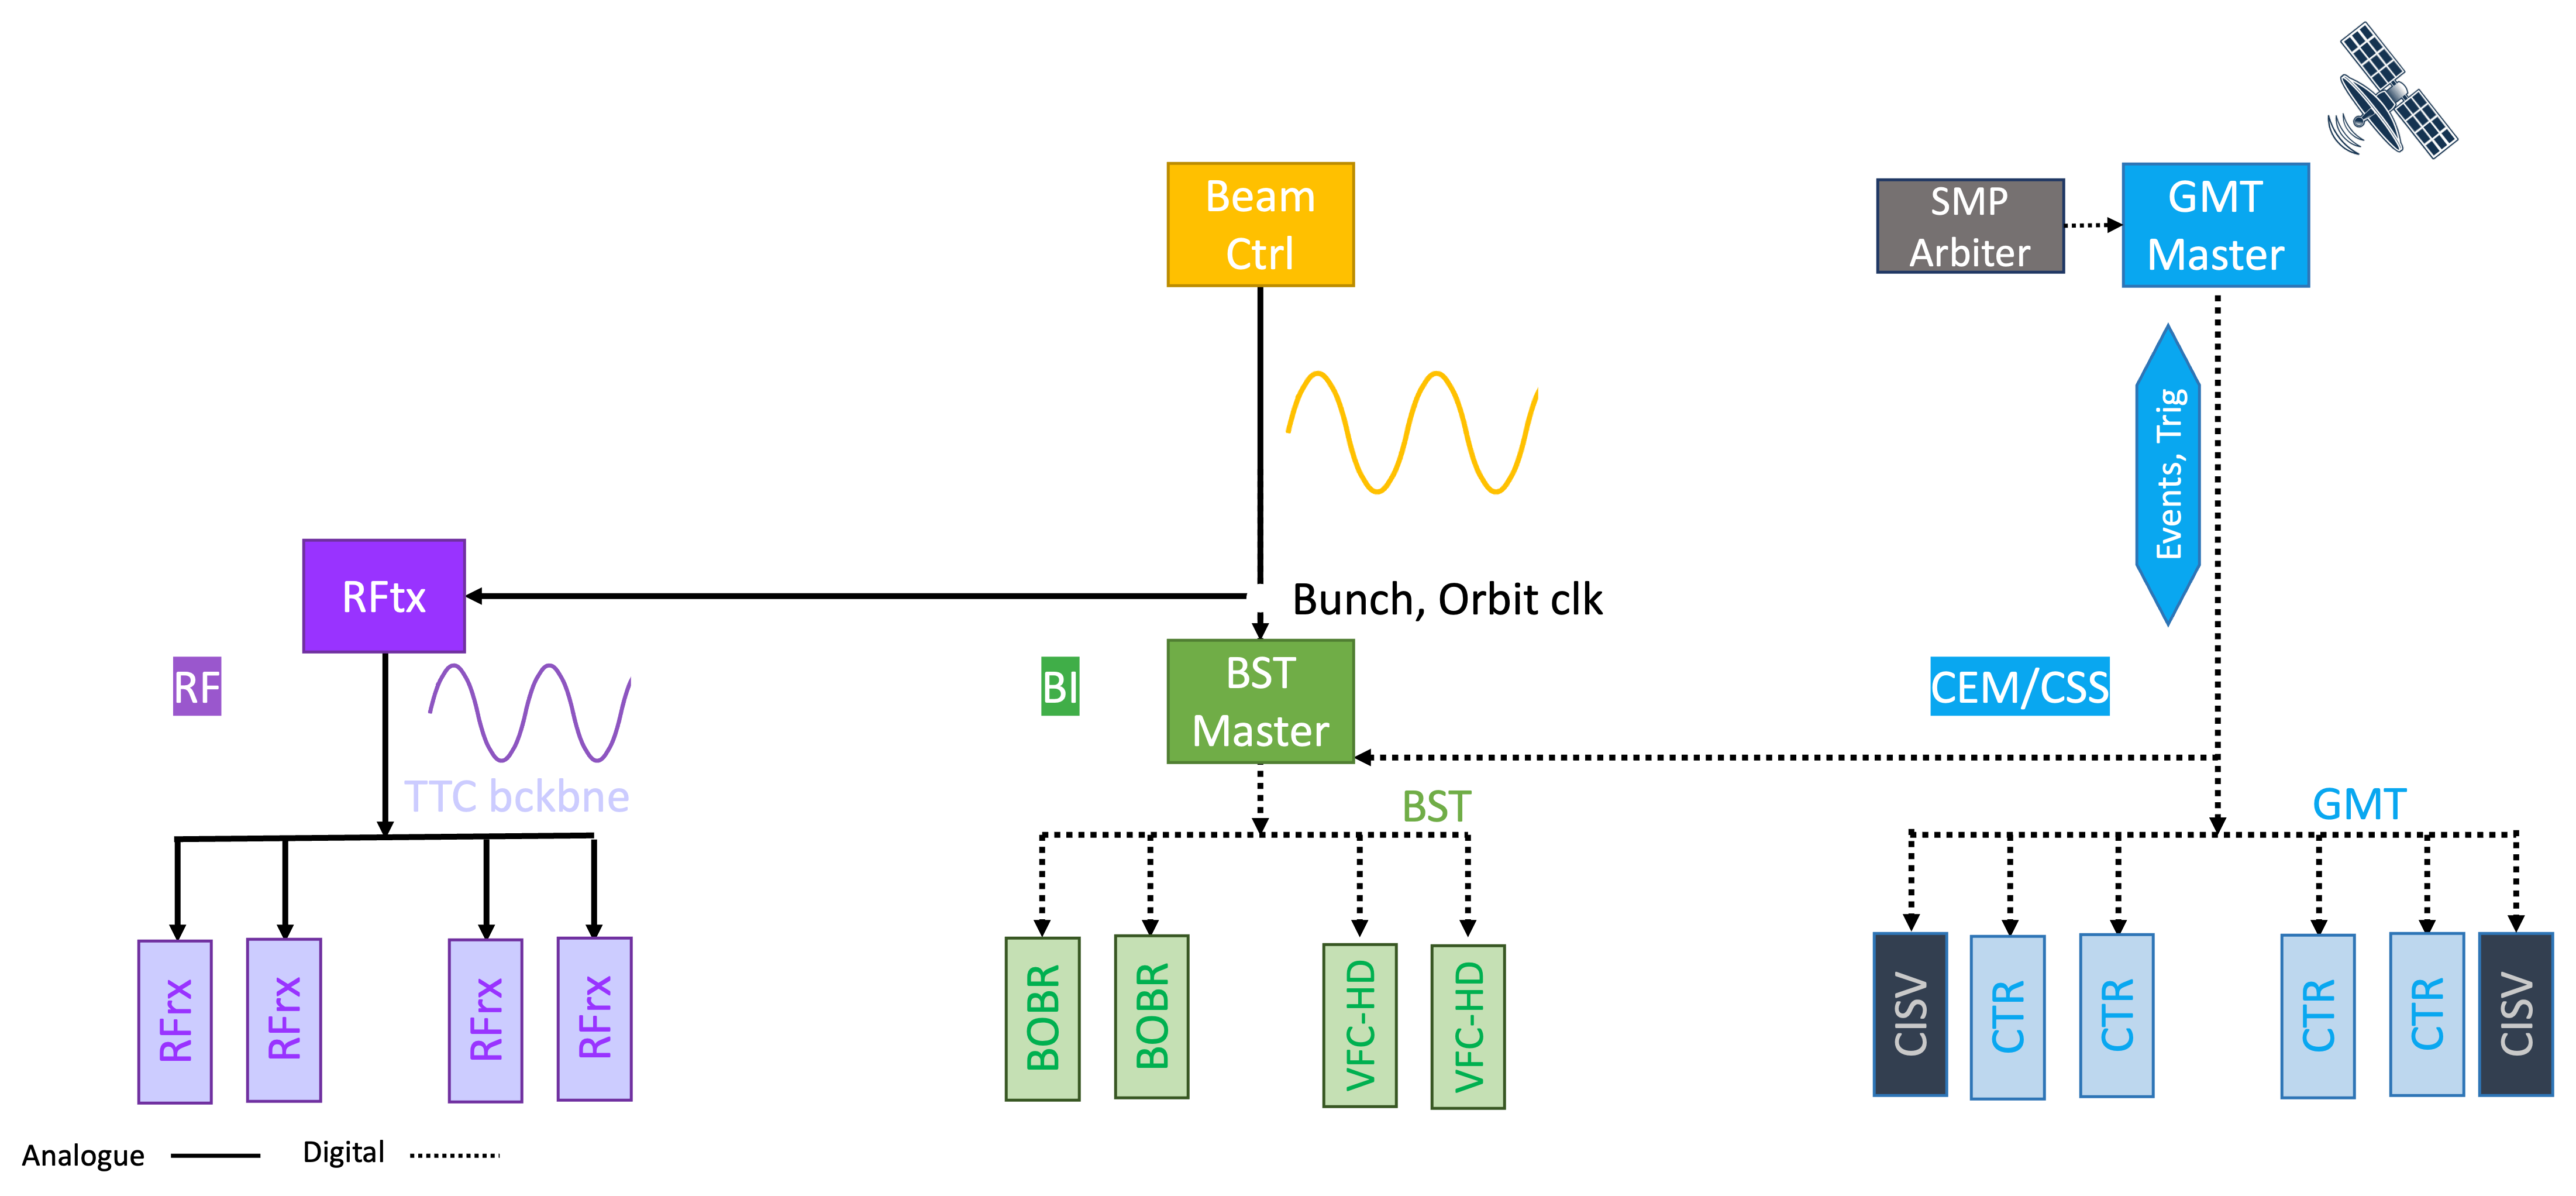 Beam
Ctrl
SMP
Arbiter
GMT
Master
Events, Trig
RFtx
Bunch, Orbit clk
RF
BI
BST
Master
CEM/CSS
TTC bckbne
BST
GMT
RFrx
RFrx
RFrx
RFrx
BOBR
BOBR
VFC-HD
VFC-HD
CISV
CTR
CTR
CTR
CTR
CISV
Analogue
Digital